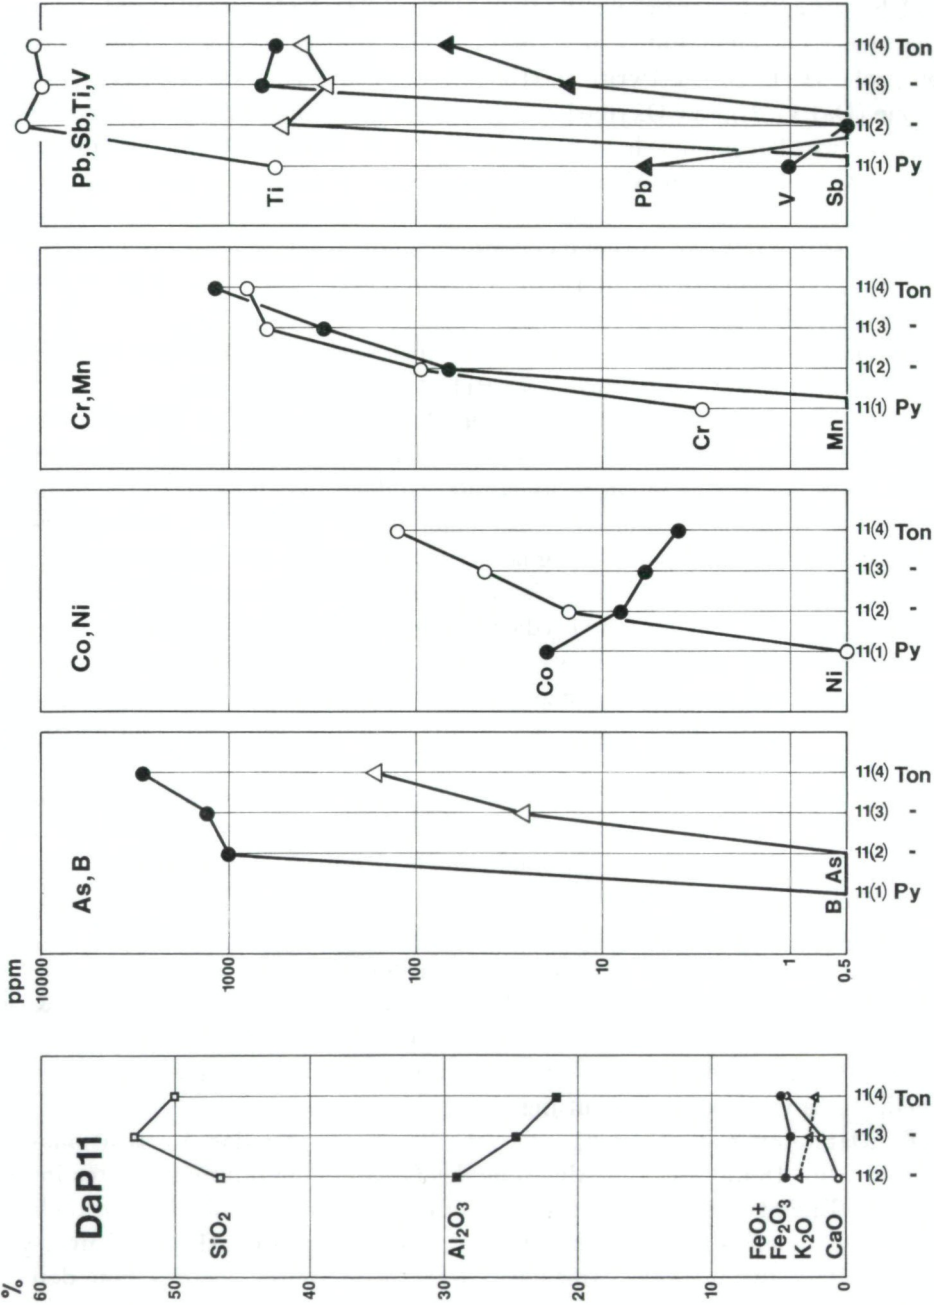 DaP11
%
60
50
40
30
20
10
0
SiO₂
Al₂O₃
FeO+
Fe₂O₃
K₂O
CaO
11(2) -
11(3) -
11(4) Ton
ppm
10000
1000
100
10
1
0.5
As, B
B
As
11(1) Py
11(2) -
11(3) -
11(4) Ton
Co, Ni
Co
Ni
11(1) Py
11(2) -
11(3) -
11(4) Ton
Cr, Mn
Cr
Mn
11(1) Py
11(2) -
11(3) -
11(4) Ton
Pb, Sb, Ti, V
Ti
Pb
V
Sb
11(1) Py
11(2) -
11(3) -
11(4) Ton